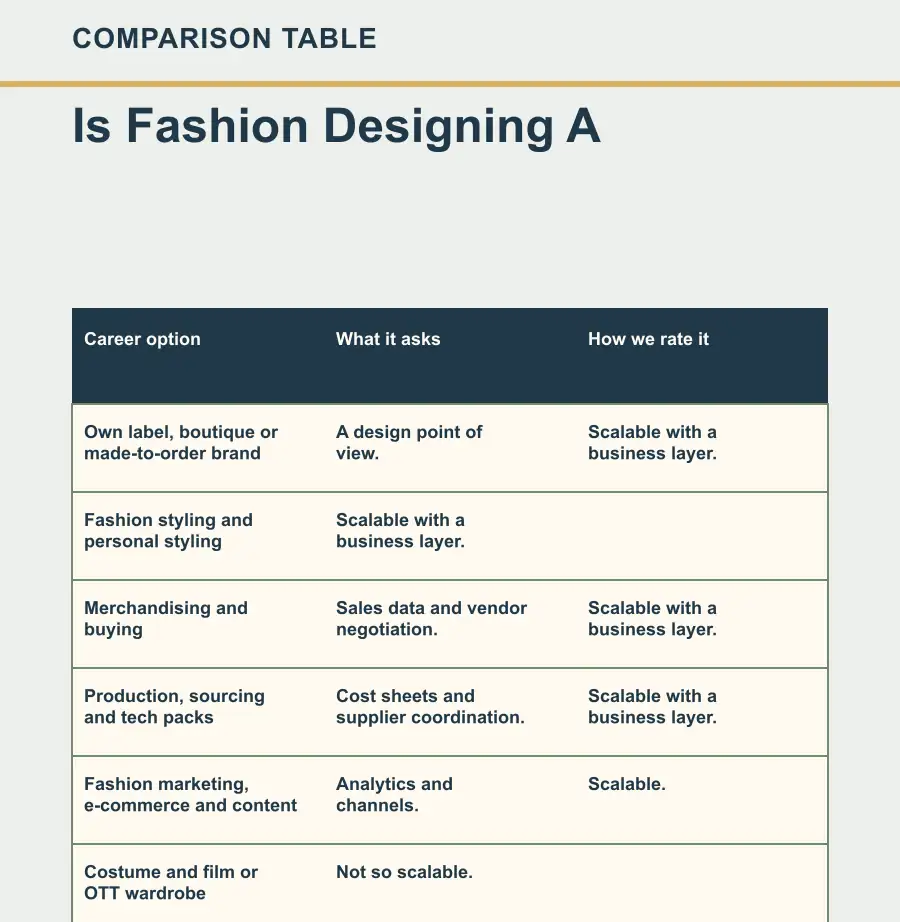 COMPARISON TABLE
Is Fashion Designing A
Career option What it asks How we rate it
Own label, boutique or A design point of Scalable with a
made-to-order brand view. business layer.
Fashion styling and Scalable with a
personal styling business layer.
Merchandising and Sales data and vendor Scalable with a
buying negotiation. business layer.
Production, sourcing Cost sheets and Scalable with a
and tech packs supplier coordination. business layer.
Fashion marketing, Analytics and Scalable.
e-commerce and content channels.
Costume and film or Not so scalable.
OTT wardrobe